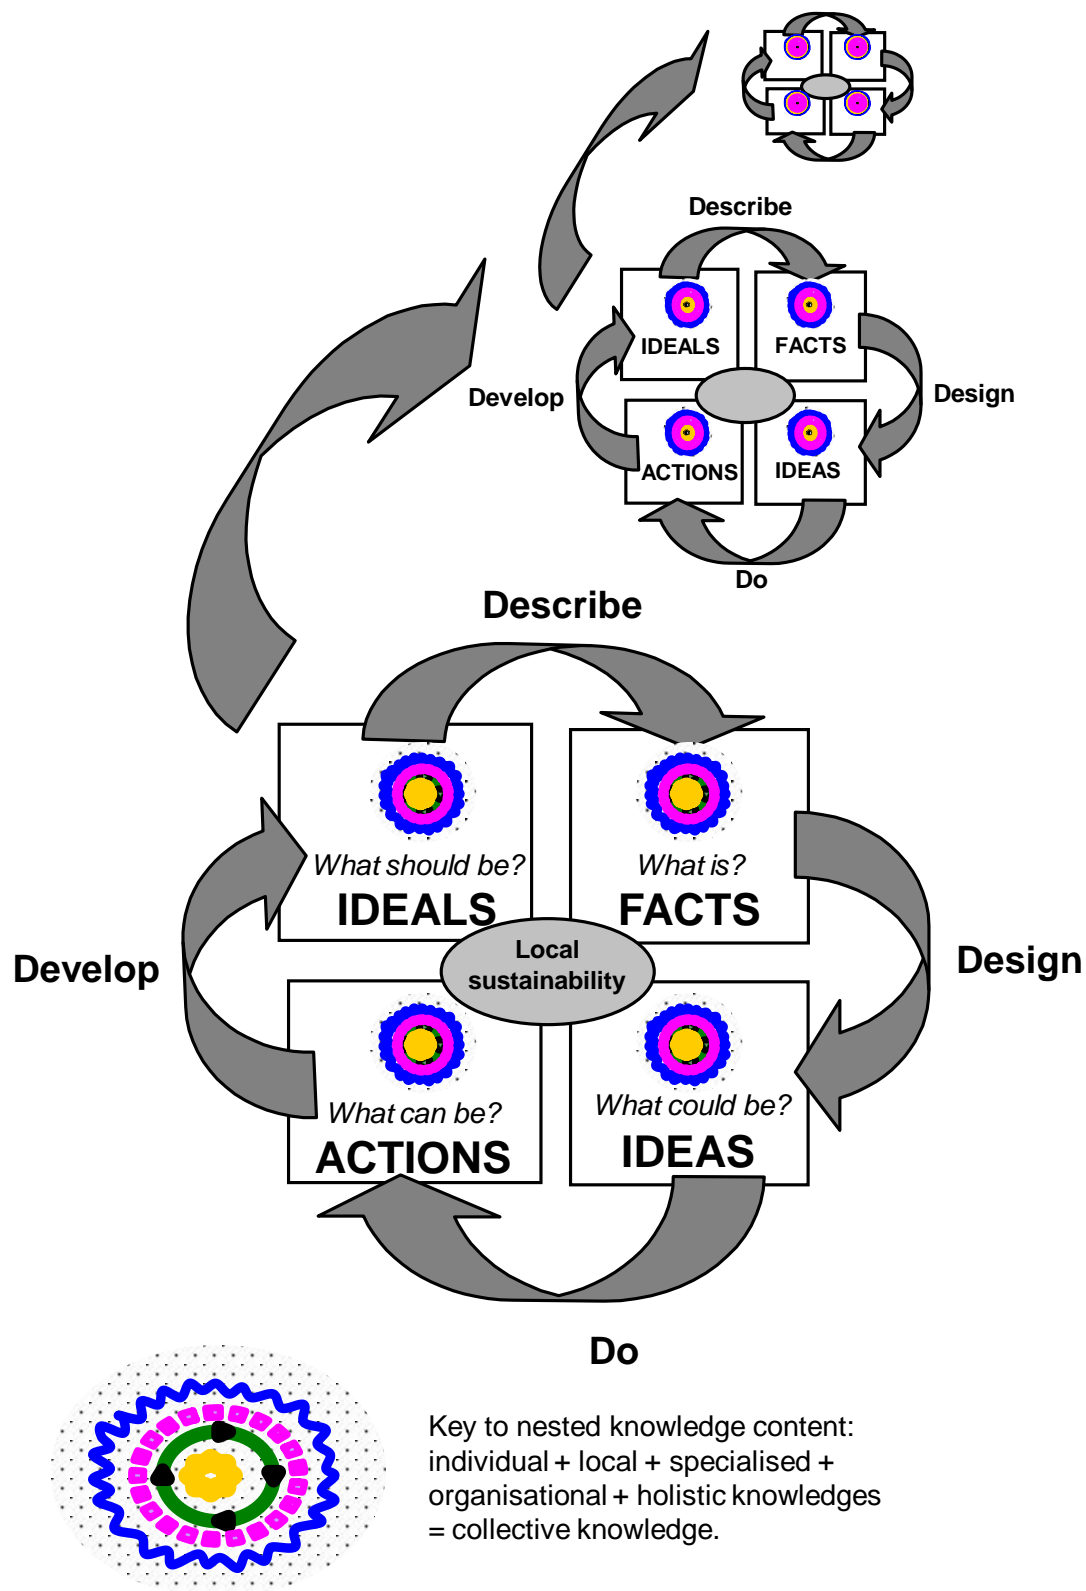 Describe
IDEALS
FACTS
Develop
Design
ACTIONS
IDEAS
Do
Describe
What should be?
IDEALS
What is?
FACTS
Local
sustainability
Develop
Design
What can be?
ACTIONS
What could be?
IDEAS
Do
Key to nested knowledge content:
individual + local + specialised +
organisational + holistic knowledges
= collective knowledge.